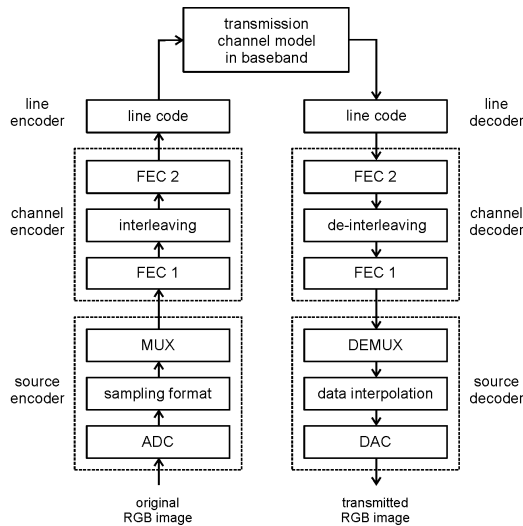 transmission
channel model
in baseband
line
encoder
line code
line code
line
decoder
FEC 2
FEC 2
channel
encoder
interleaving
de-interleaving
channel
decoder
FEC 1
FEC 1
MUX
DEMUX
source
encoder
sampling format
data interpolation
source
decoder
ADC
DAC
original
RGB image
transmitted
RGB image